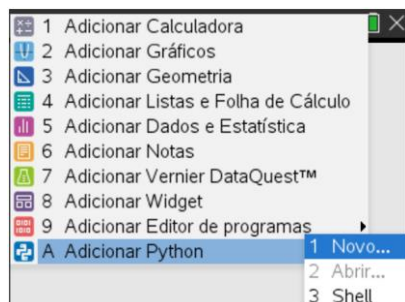 1 Adicionar Calculadora
2 Adicionar Gráficos
3 Adicionar Geometria
4 Adicionar Listas e Folha de Cálculo
5 Adicionar Dados e Estatística
6 Adicionar Notas
7 Adicionar Vernier DataQuest™
8 Adicionar Widget
9 Adicionar Editor de programas
A Adicionar Python
1 Novo...
2 Abrir...
3 Shell